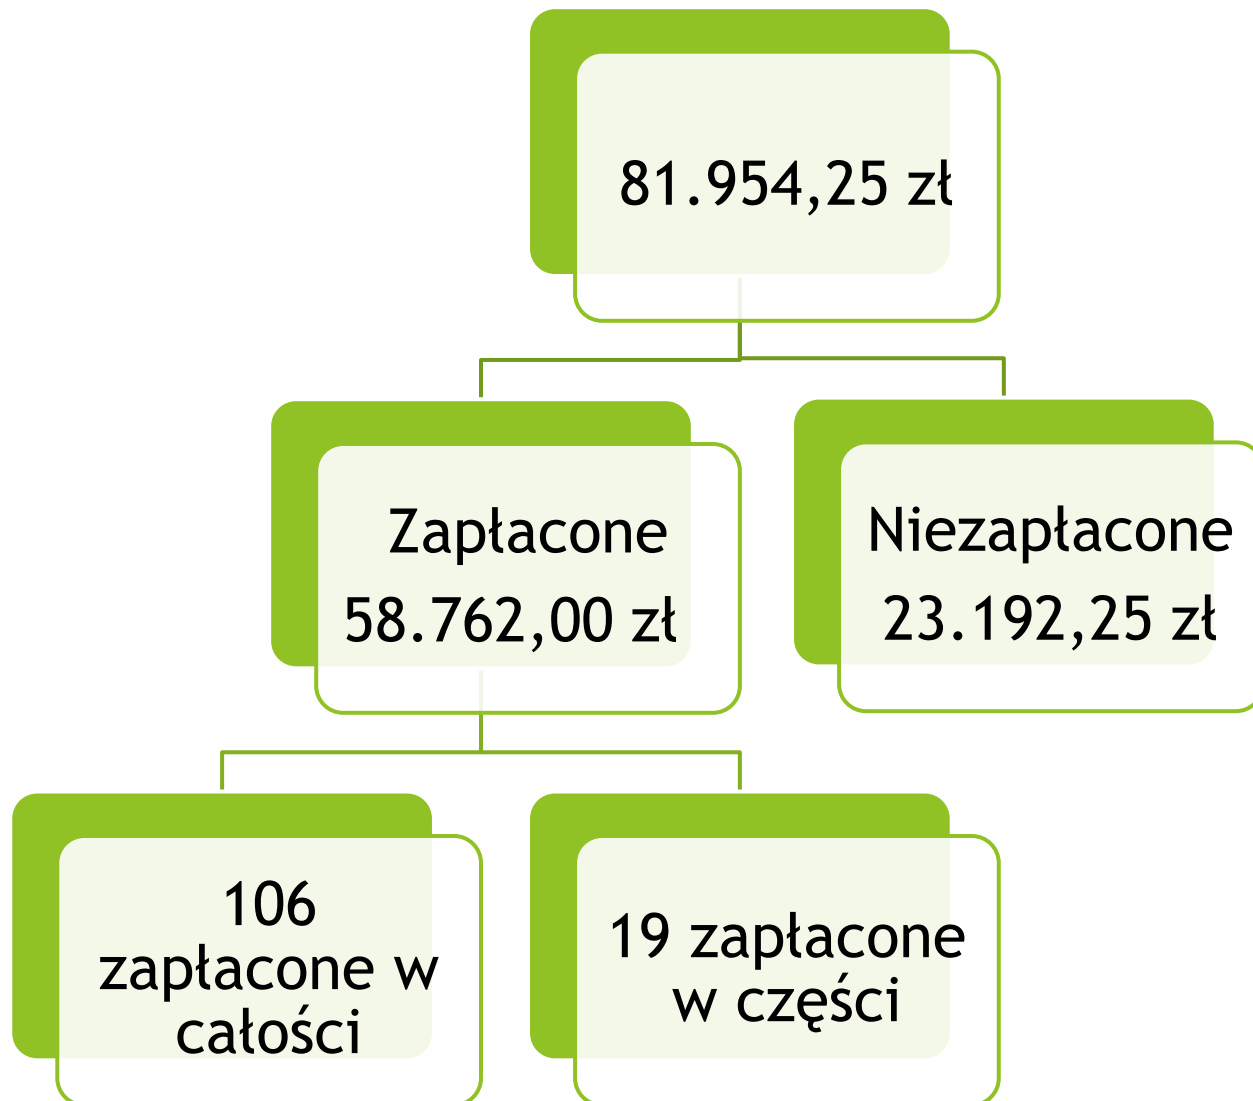 81.954,25 zł
Zapłacone
58.762,00 zł
Niezapłacone
23.192,25 zł
106
zapłacone w
całości
19 zapłacone
w części